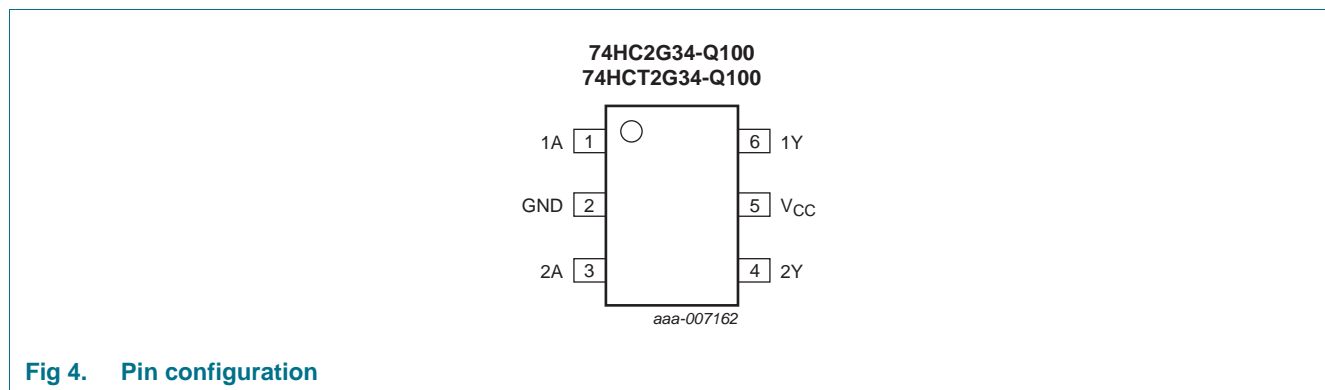 74HC2G34-Q100
74HCT2G34-Q100
1A 1 6 1Y
GND 2 5 VCC
2A 3 4 2Y
aaa-007162
Fig 4. Pin configuration